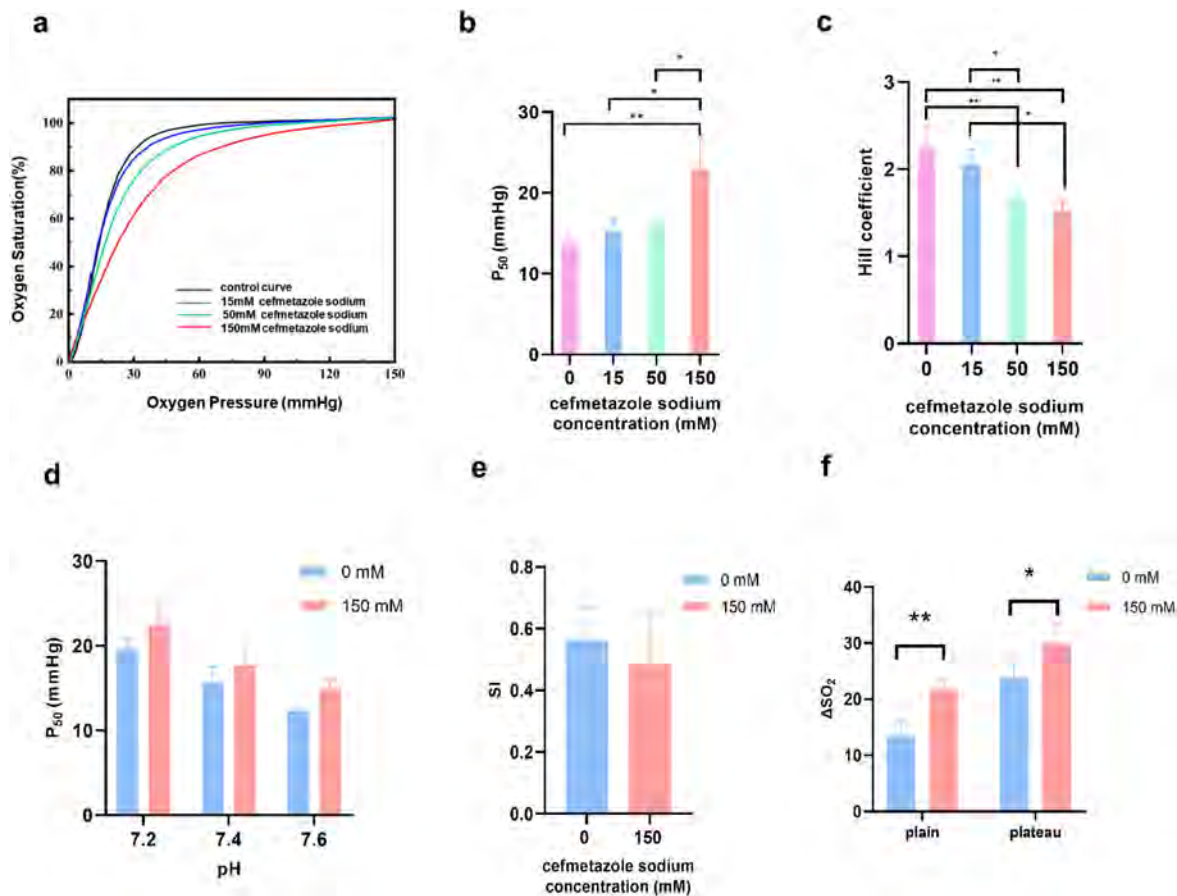 a
Oxygen Saturation(%)
100
80
60
40
20
0
control curve
15mM cefmetazole sodium
50mM cefmetazole sodium
150mM cefmetazole sodium
0 30 60 90 120 150
Oxygen Pressure (mmHg)
b
*
*
**
P50 (mmHg)
30
20
10
0
0 15 50 150
cefmetazole sodium
concentration (mM)
c
*
**
**
*
Hill coefficient
3
2
1
0
0 15 50 150
cefmetazole sodium
concentration (mM)
d
0 mM
150 mM
P50 (mmHg)
30
20
10
0
7.2 7.4 7.6
pH
e
0 mM
150 mM
SI
0.8
0.6
0.4
0.2
0.0
0 150
cefmetazole sodium
concentration (mM)
f
0 mM
150 mM
**
*
ΔSO2
40
30
20
10
0
plain plateau